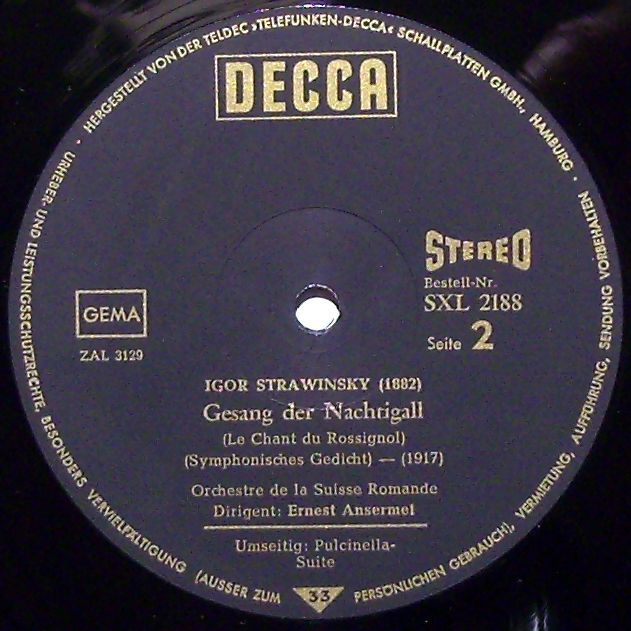 HERGESTELLT VON DER TELDEC »TELEFUNKEN-DECCA« SCHALLPLATTEN GMBH., HAMBURG ·
URHEBER- UND LEISTUNGSSCHUTZRECHTE, BESONDERS VERVIELFÄLTIGUNG (AUSSER ZUM PERSÖNLICHEN GEBRAUCH), VERMIETUNG, AUFFÜHRUNG, SENDUNG VORBEHALTEN
DECCA
STEREO
Bestell-Nr.
SXL 2188
Seite 2
GEMA
ZAL 3129
IGOR STRAWINSKY (1882)
Gesang der Nachtigall
(Le Chant du Rossignol)
(Symphonisches Gedicht) — (1917)
Orchestre de la Suisse Romande
Dirigent: Ernest Ansermet
Umseitig: Pulcinella-
Suite
33